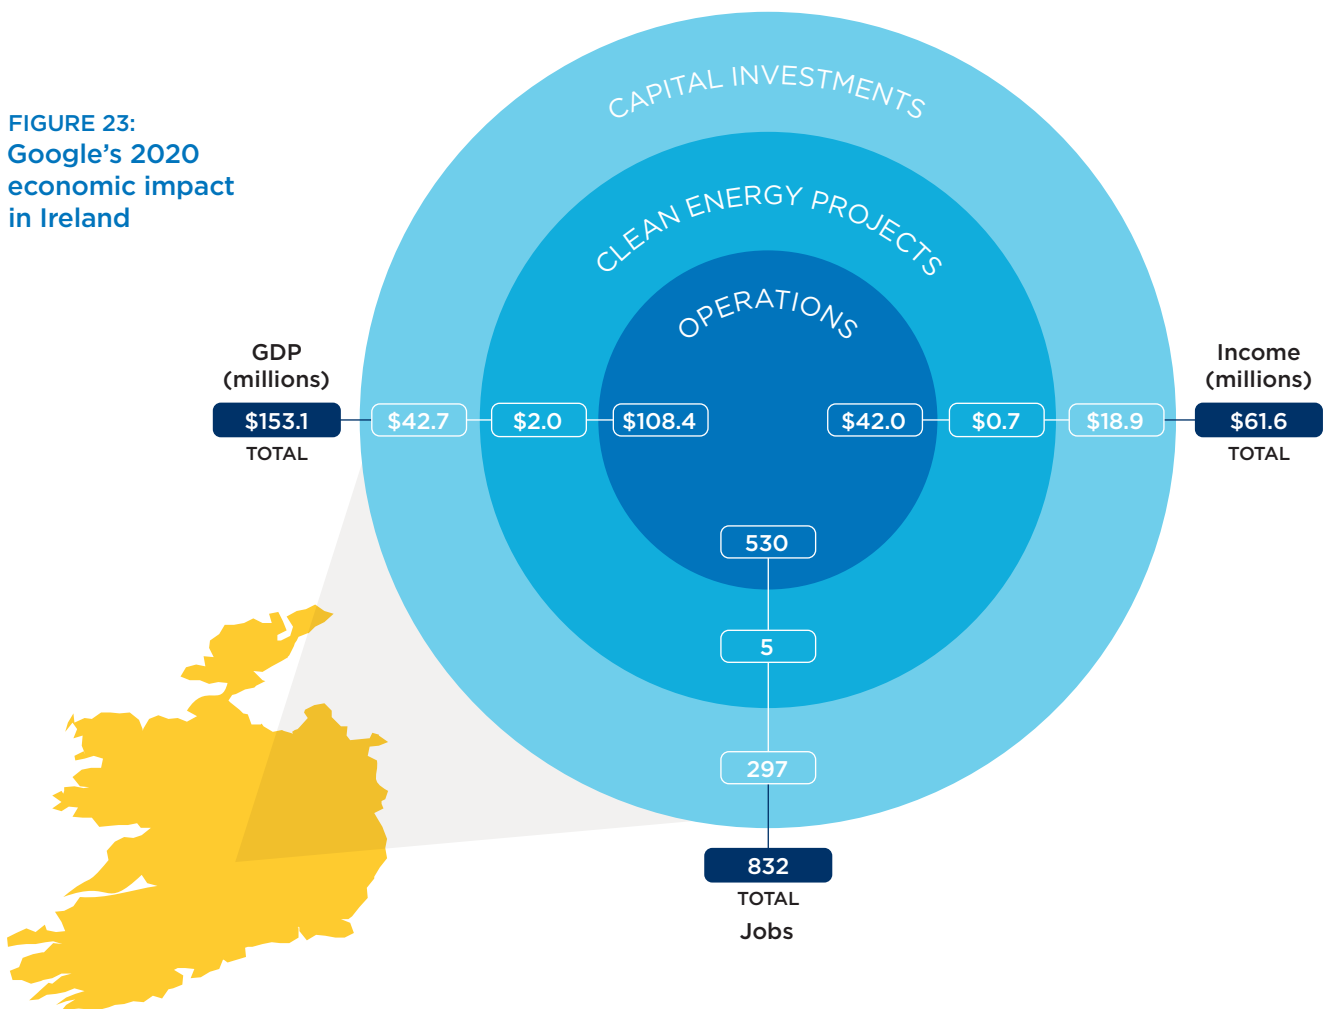 FIGURE 23:
Google's 2020
economic impact
in Ireland
CAPITAL INVESTMENTS
CLEAN ENERGY PROJECTS
OPERATIONS
GDP
(millions)
$153.1
TOTAL
$42.7
$2.0
$108.4
$42.0
$0.7
$18.9
Income
(millions)
$61.6
TOTAL
530
5
297
832
TOTAL
Jobs